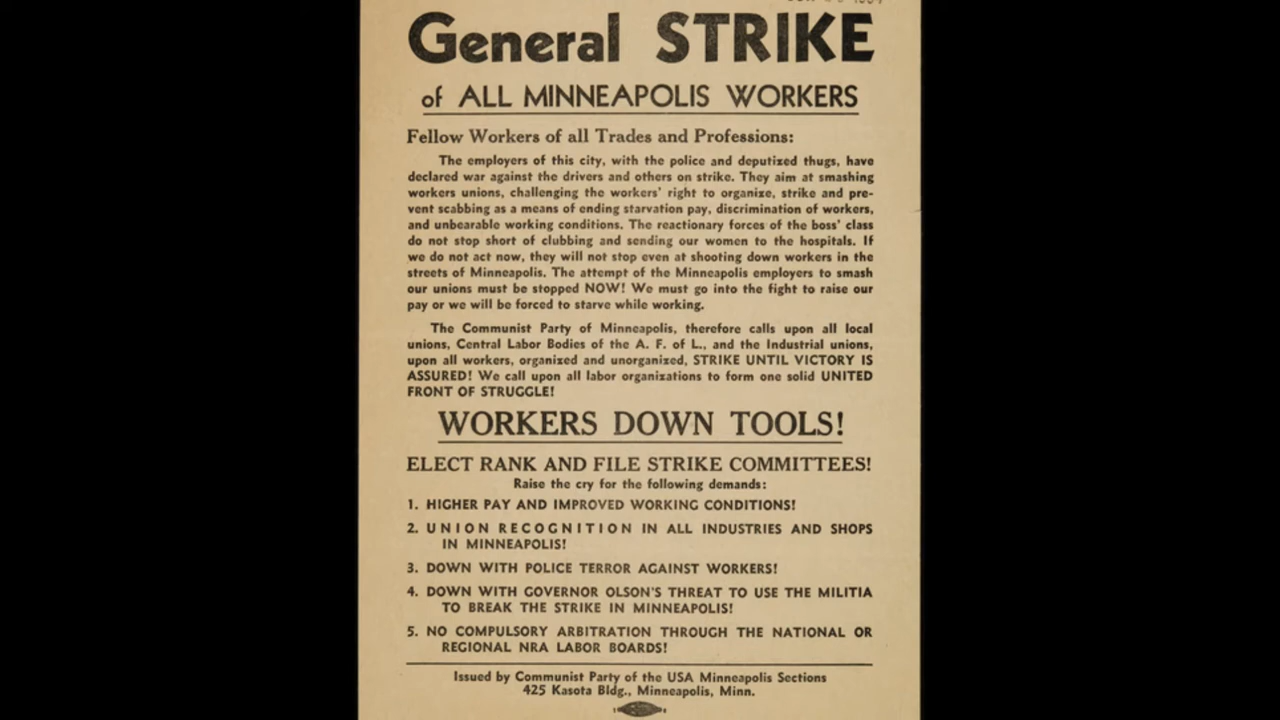 General STRIKE
of ALL MINNEAPOLIS WORKERS
Fellow Workers of all Trades and Professions:
The employers of this city, with the police and deputized thugs, have
declared war against the drivers and others on strike. They aim at smashing
workers unions, challenging the workers' right to organize, strike and pre-
vent scabbing as a means of ending starvation pay, discrimination of workers,
and unbearable working conditions. The reactionary forces of the boss' class
do not stop short of clubbing and sending our women to the hospitals. If
we do not act now, they will not stop even at shooting down workers in the
streets of Minneapolis. The attempt of the Minneapolis employers to smash
our unions must be stopped NOW! We must go into the fight to raise our
pay or we will be forced to starve while working.
The Communist Party of Minneapolis, therefore calls upon all local
unions, Central Labor Bodies of the A. F. of L., and the Industrial unions,
upon all workers, organized and unorganized, STRIKE UNTIL VICTORY IS
ASSURED! We call upon all labor organizations to form one solid UNITED
FRONT OF STRUGGLE!
WORKERS DOWN TOOLS!
ELECT RANK AND FILE STRIKE COMMITTEES!
Raise the cry for the following demands:
1. HIGHER PAY AND IMPROVED WORKING CONDITIONS!
2. UNION RECOGNITION IN ALL INDUSTRIES AND SHOPS
IN MINNEAPOLIS!
3. DOWN WITH POLICE TERROR AGAINST WORKERS!
4. DOWN WITH GOVERNOR OLSON'S THREAT TO USE THE MILITIA
TO BREAK THE STRIKE IN MINNEAPOLIS!
5. NO COMPULSORY ARBITRATION THROUGH THE NATIONAL OR
REGIONAL NRA LABOR BOARDS!
Issued by Communist Party of the USA Minneapolis Sections
425 Kasota Bldg., Minneapolis, Minn.